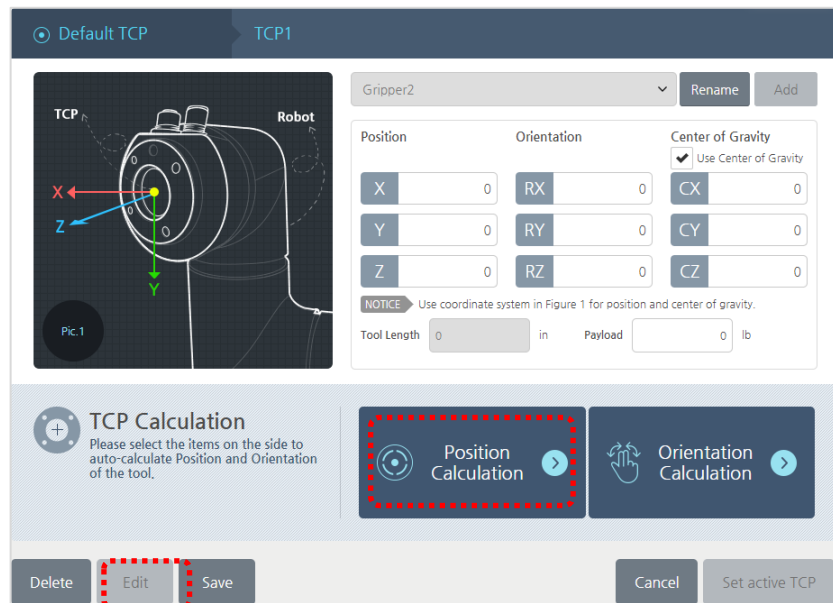 Default TCP
TCP1
TCP
Robot
X
Z
Y
Pic.1
Gripper2
Rename
Add
Position
Orientation
Center of Gravity
Use Center of Gravity
X 0
RX 0
CX 0
Y 0
RY 0
CY 0
Z 0
RZ 0
CZ 0
NOTICE Use coordinate system in Figure 1 for position and center of gravity.
Tool Length 0 in
Payload 0 lb
TCP Calculation
Please select the items on the side to
auto-calculate Position and Orientation
of the tool.
Position
Calculation
Orientation
Calculation
Delete
Edit
Save
Cancel
Set active TCP